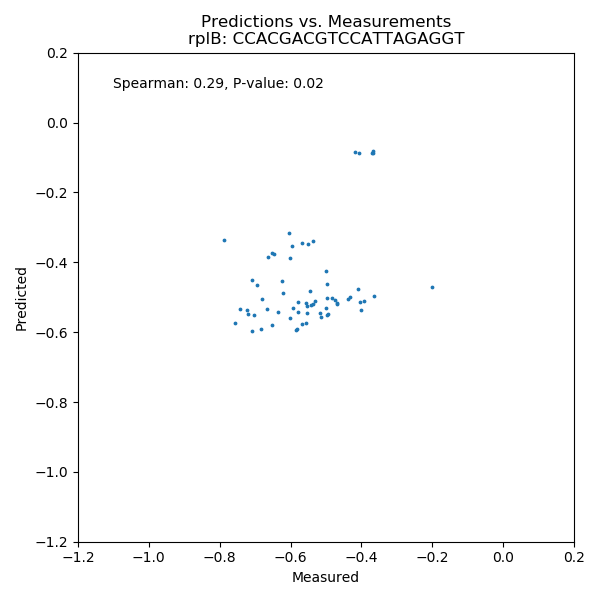 Predictions vs. Measurements
rplB: CCACGACGTCCATTAGAGGT
Spearman: 0.29, P-value: 0.02
0.2
0.0
−0.2
−0.4
−0.6
−0.8
−1.0
−1.2
Predicted
−1.2 −1.0 −0.8 −0.6 −0.4 −0.2 0.0 0.2
Measured